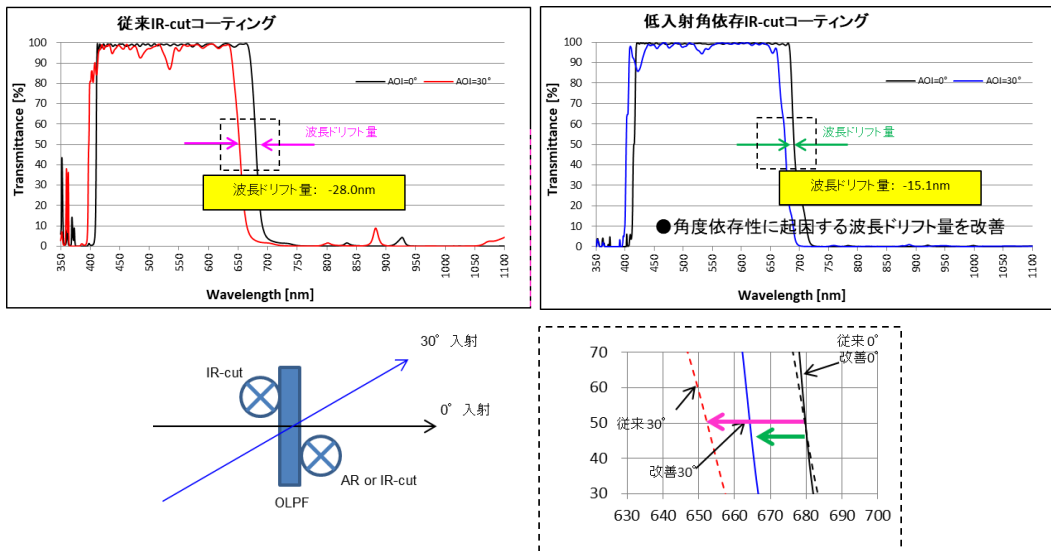 従来IR-cutコーティング
Transmittance [%]
100
90
80
70
60
50
40
30
20
10
0
AOI=0°
AOI=30°
波長ドリフト量
波長ドリフト量: -28.0nm
350
400
450
500
550
600
650
700
750
800
850
900
950
1000
1050
1100
Wavelength [nm]
低入射角依存IR-cutコーティング
Transmittance [%]
100
90
80
70
60
50
40
30
20
10
0
AOI=0°
AOI=30°
波長ドリフト量
波長ドリフト量: -15.1nm
●角度依存性に起因する波長ドリフト量を改善
350
400
450
500
550
600
650
700
750
800
850
900
950
1000
1050
1100
Wavelength [nm]
30° 入射
IR-cut
0° 入射
AR or IR-cut
OLPF
70
60
50
40
30
従来0°
改善0°
従来30°
改善30°
630
640
650
660
670
680
690
700